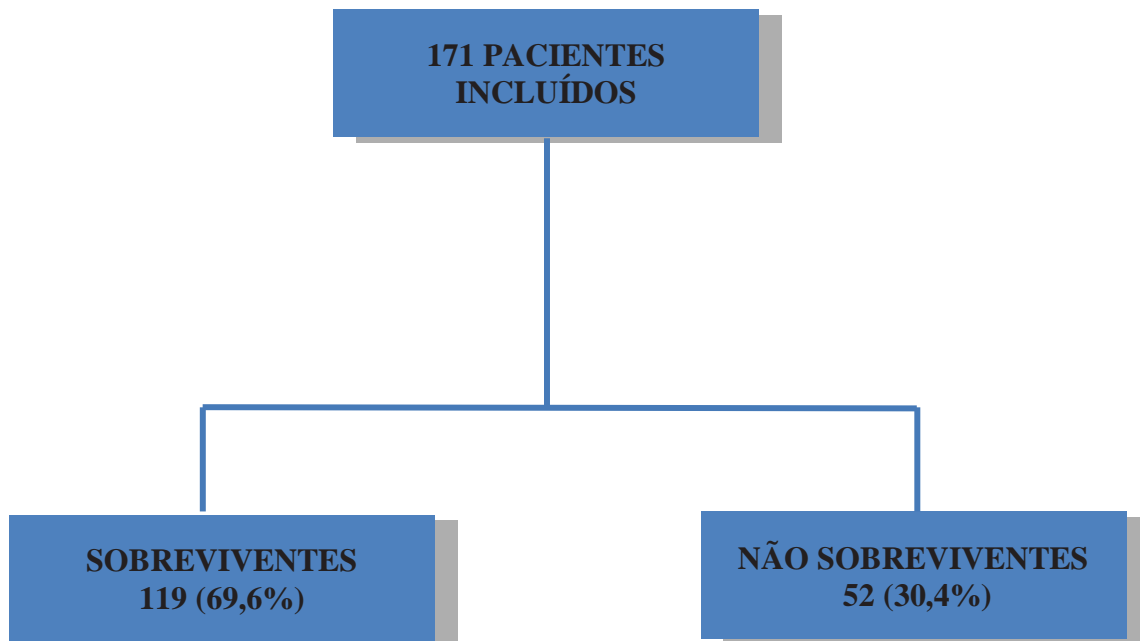 171 PACIENTES
INCLUÍDOS
SOBREVIVENTES
119 (69,6%)
NÃO SOBREVIVENTES
52 (30,4%)